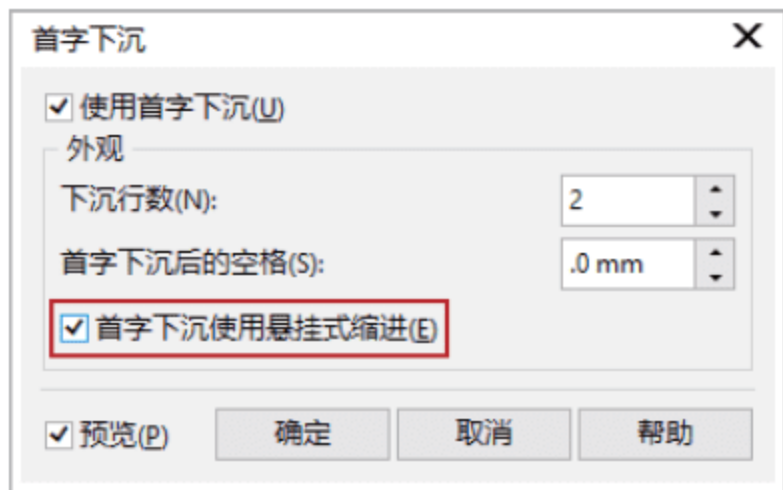 首字下沉
使用首字下沉(U)
外观
下沉行数(N): 2
首字下沉后的空格(S): .0 mm
首字下沉使用悬挂式缩进(E)
预览(P) 确定 取消 帮助